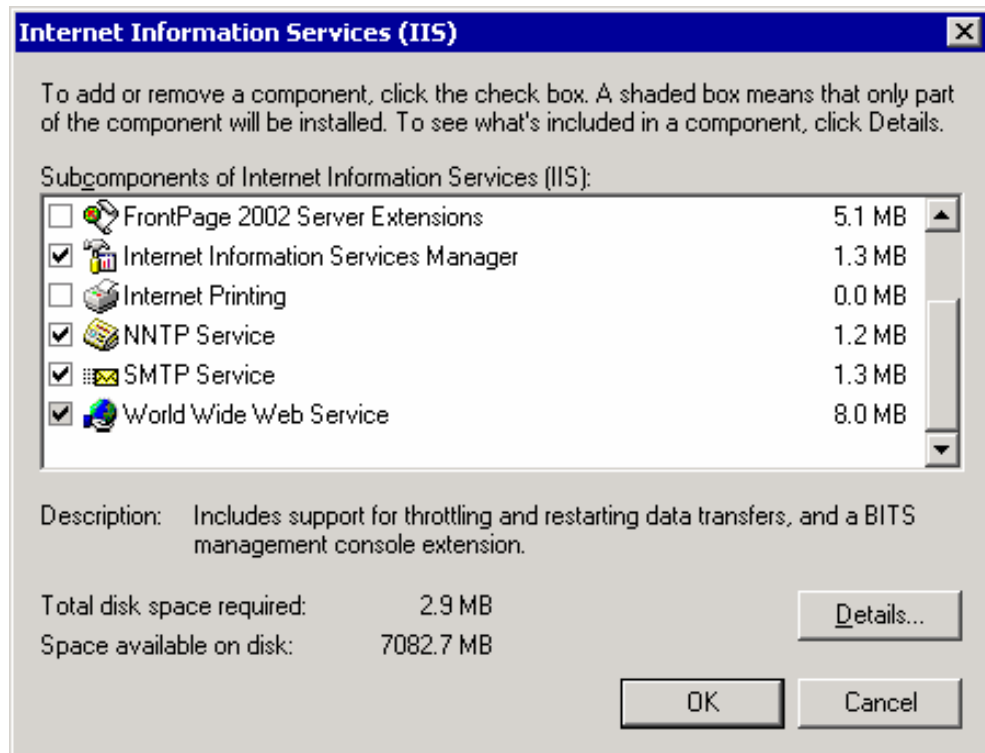 Internet Information Services (IIS)
To add or remove a component, click the check box. A shaded box means that only part
of the component will be installed. To see what's included in a component, click Details.
Subcomponents of Internet Information Services (IIS):
FrontPage 2002 Server Extensions 5.1 MB
Internet Information Services Manager 1.3 MB
Internet Printing 0.0 MB
NNTP Service 1.2 MB
SMTP Service 1.3 MB
World Wide Web Service 8.0 MB
Description: Includes support for throttling and restarting data transfers, and a BITS
management console extension.
Total disk space required: 2.9 MB
Space available on disk: 7082.7 MB
Details...
OK Cancel